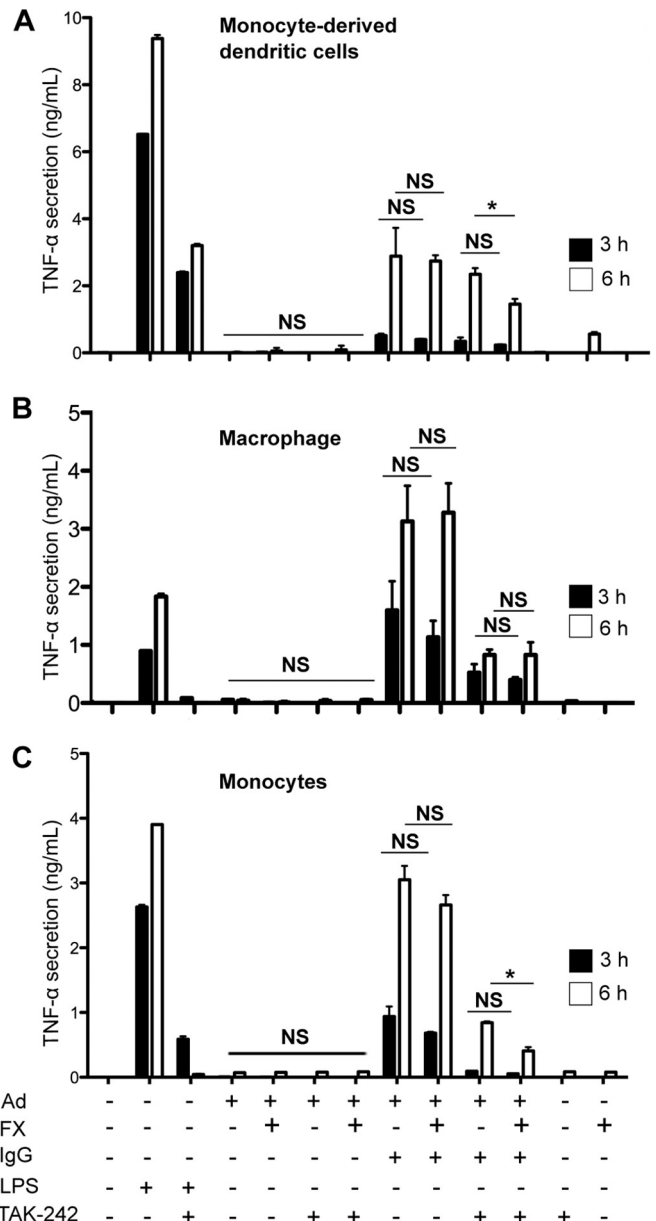 A
Monocyte-derived
dendritic cells
TNF-α secretion (ng/mL)
10
8
6
4
2
0
NS
NS
NS
NS
*
3 h
6 h
B
Macrophage
TNF-α secretion (ng/mL)
5
4
3
2
1
0
NS
NS
NS
NS
NS
3 h
6 h
C
Monocytes
TNF-α secretion (ng/mL)
5
4
3
2
1
0
NS
NS
NS
NS
*
3 h
6 h
Ad - - - + + + + + + + + - -
FX - - - - + - + - + - + - +
IgG - - - - - - - + + + + - -
LPS - + + - - - - - - - - - -
TAK-242 - - + - - + + - - + + + -